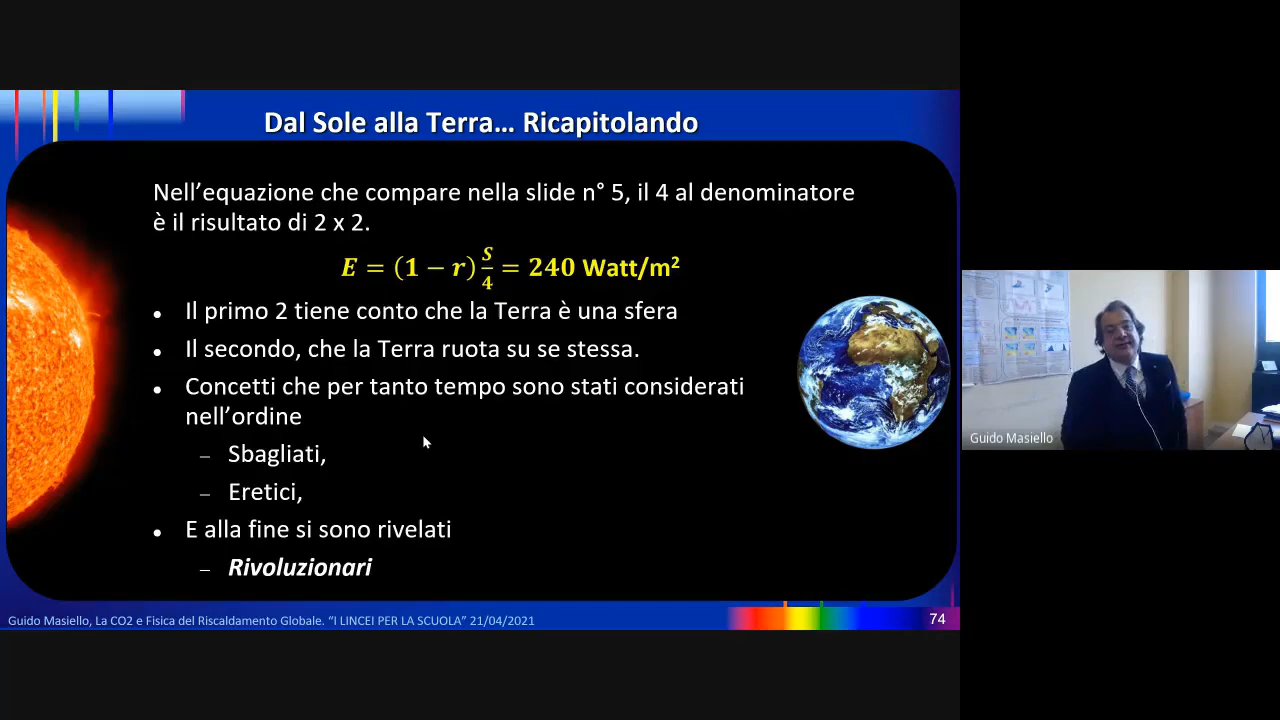 Dal Sole alla Terra… Ricapitolando
Nell’equazione che compare nella slide n° 5, il 4 al denominatore
è il risultato di 2 x 2.
E = (1 − r) S/4 = 240 Watt/m²
• Il primo 2 tiene conto che la Terra è una sfera
• Il secondo, che la Terra ruota su se stessa.
• Concetti che per tanto tempo sono stati considerati
nell’ordine
– Sbagliati,
– Eretici,
• E alla fine si sono rivelati
– Rivoluzionari
Guido Masiello, La CO2 e Fisica del Riscaldamento Globale. “I LINCEI PER LA SCUOLA” 21/04/2021
74
Guido Masiello